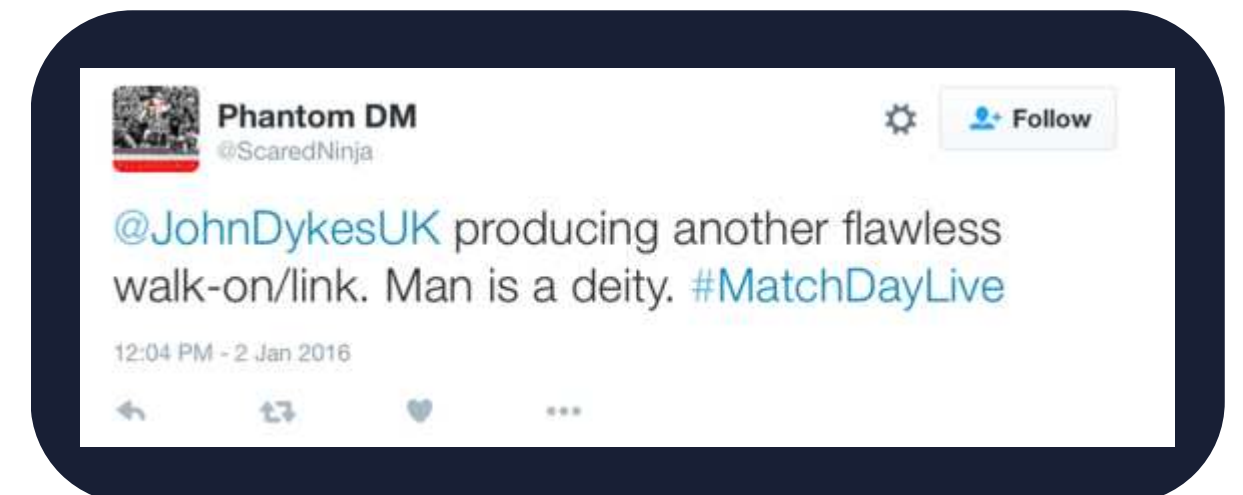 Phantom DM
@ScaredNinja
Follow
@JohnDykesUK producing another flawless
walk-on/link. Man is a deity. #MatchDayLive
12:04 PM - 2 Jan 2016